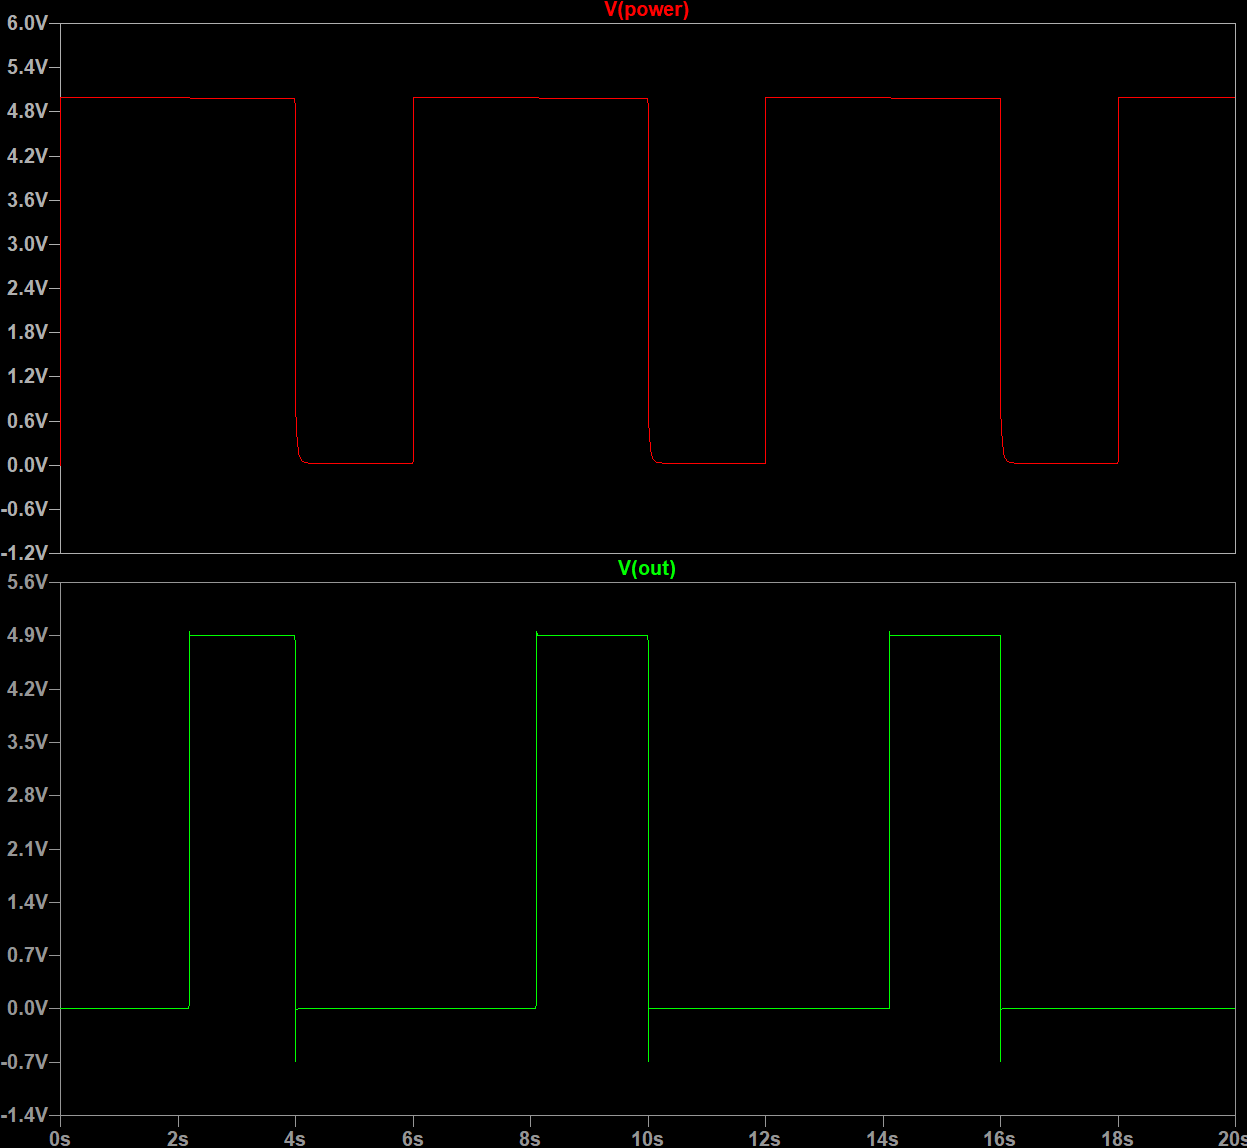 V(power)
6.0V
5.4V
4.8V
4.2V
3.6V
3.0V
2.4V
1.8V
1.2V
0.6V
0.0V
-0.6V
-1.2V
V(out)
5.6V
4.9V
4.2V
3.5V
2.8V
2.1V
1.4V
0.7V
0.0V
-0.7V
-1.4V
0s 2s 4s 6s 8s 10s 12s 14s 16s 18s 20s